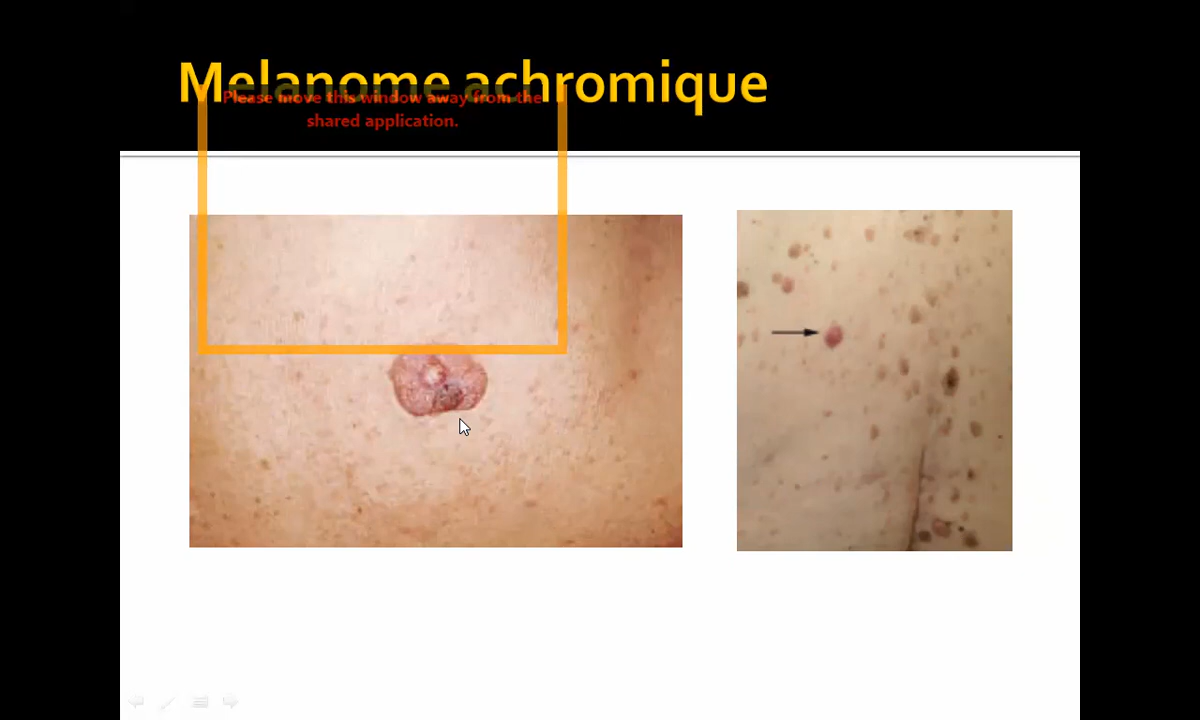 Melanome achromique
Please move this window away from the
shared application.